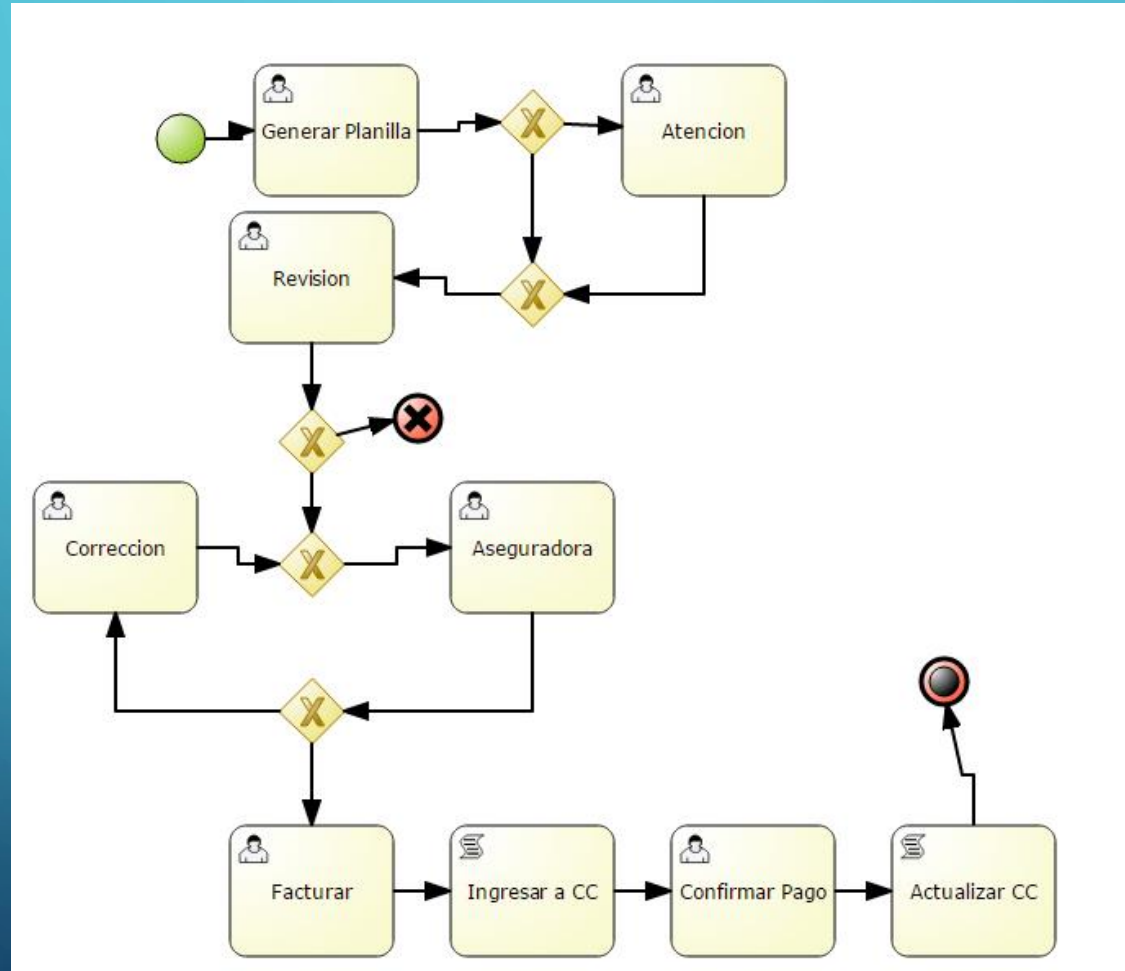 Generar Planilla
Atencion
Revision
Correccion
Aseguradora
Facturar
Ingresar a CC
Confirmar Pago
Actualizar CC